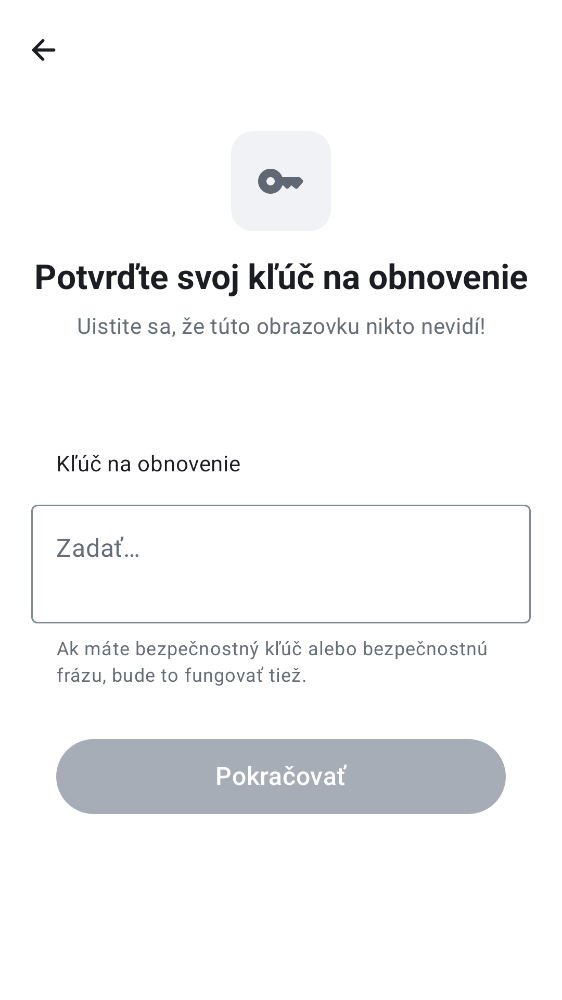 Potvrďte svoj kľúč na obnovenie
Uistite sa, že túto obrazovku nikto nevidí!
Kľúč na obnovenie
Zadať…
Ak máte bezpečnostný kľúč alebo bezpečnostnú
frázu, bude to fungovať tiež.
Pokračovať